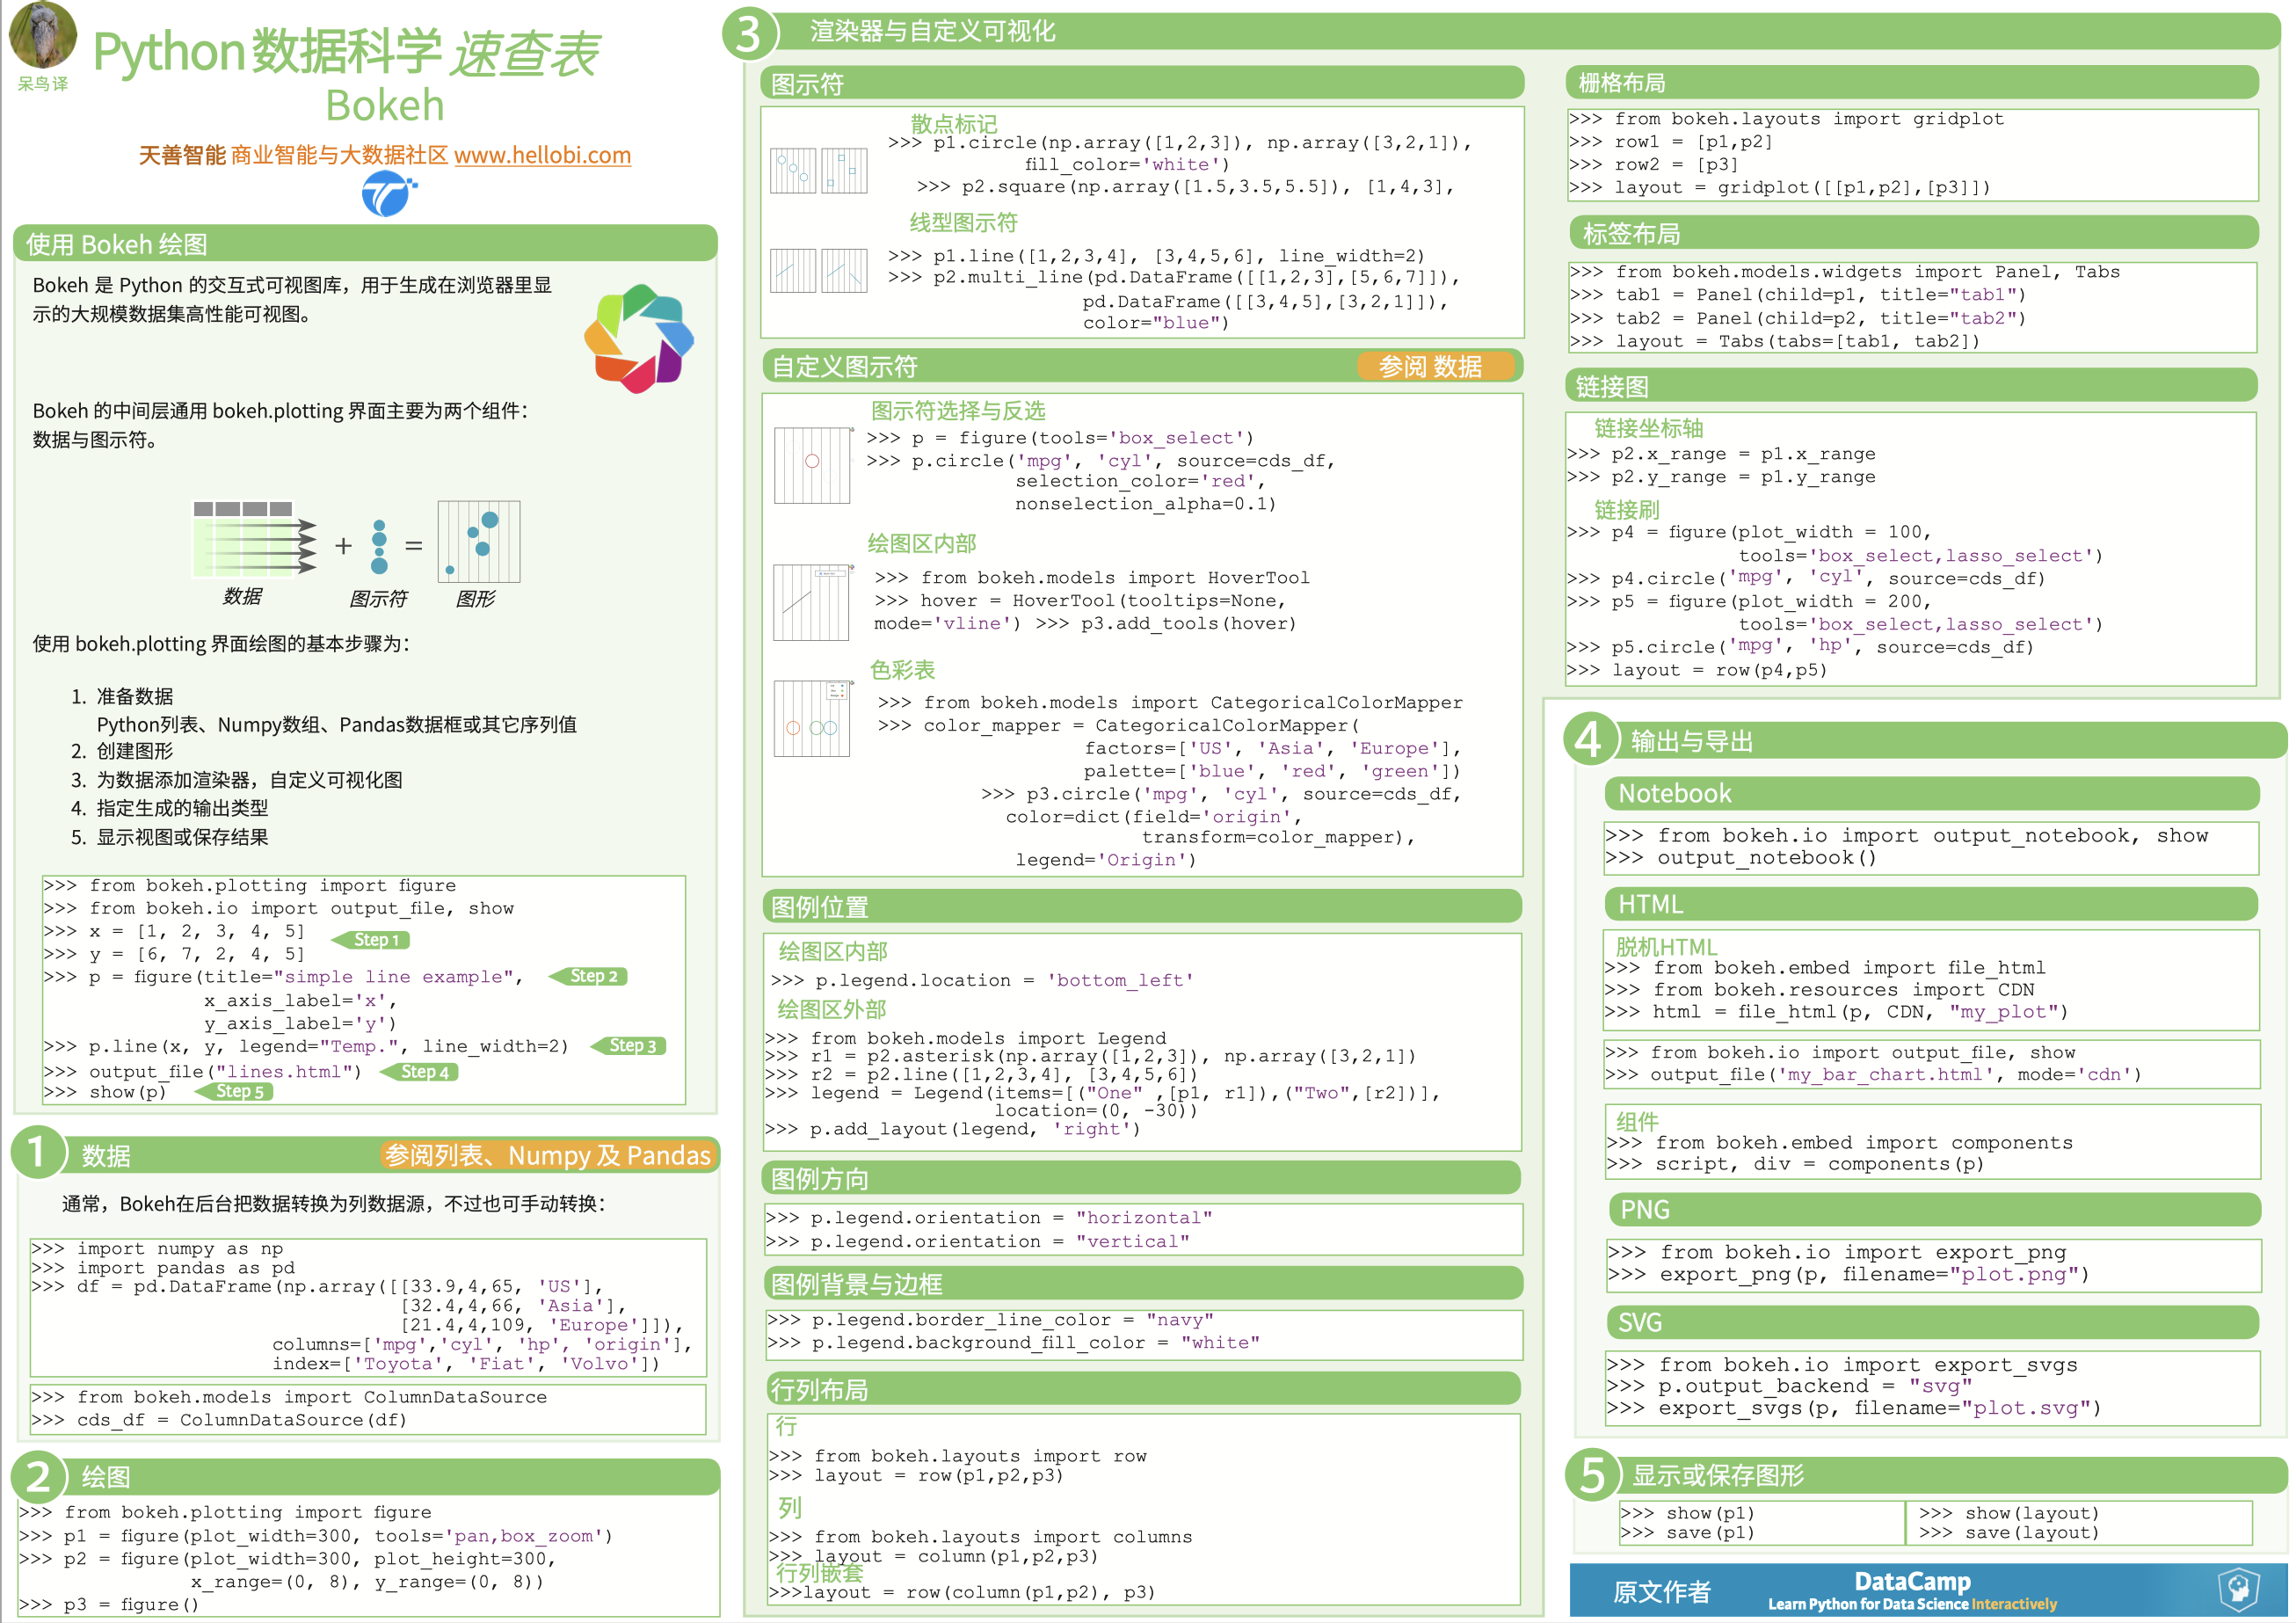 呆鸟译
Python 数据科学 速查表
Bokeh
天善智能 商业智能与大数据社区 www.hellobi.com
使用 Bokeh 绘图
Bokeh 是 Python 的交互式可视图库，用于生成在浏览器里显
示的大规模数据集高性能可视图。
Bokeh 的中间层通用 bokeh.plotting 界面主要为两个组件：
数据与图示符。
+ =
数据 图示符 图形
使用 bokeh.plotting 界面绘图的基本步骤为：
1. 准备数据
Python列表、Numpy数组、Pandas数据框或其它序列值
2. 创建图形
3. 为数据添加渲染器，自定义可视化图
4. 指定生成的输出类型
5. 显示视图或保存结果
>>> from bokeh.plotting import figure
>>> from bokeh.io import output_file, show
>>> x = [1, 2, 3, 4, 5]
Step 1
>>> y = [6, 7, 2, 4, 5]
>>> p = figure(title="simple line example", Step 2
x_axis_label='x',
y_axis_label='y')
>>> p.line(x, y, legend="Temp.", line_width=2) Step 3
>>> output_file("lines.html") Step 4
>>> show(p) Step 5
1 数据 参阅列表、Numpy 及 Pandas
通常，Bokeh在后台把数据转换为列数据源，不过也可手动转换：
>>> import numpy as np
>>> import pandas as pd
>>> df = pd.DataFrame(np.array([[33.9,4,65, 'US'],
[32.4,4,66, 'Asia'],
[21.4,4,109, 'Europe']]),
columns=['mpg','cyl', 'hp', 'origin'],
index=['Toyota', 'Fiat', 'Volvo'])
>>> from bokeh.models import ColumnDataSource
>>> cds_df = ColumnDataSource(df)
2 绘图
>>> from bokeh.plotting import figure
>>> p1 = figure(plot_width=300, tools='pan,box_zoom')
>>> p2 = figure(plot_width=300, plot_height=300,
x_range=(0, 8), y_range=(0, 8))
>>> p3 = figure()
3 渲染器与自定义可视化
图示符
散点标记
>>> p1.circle(np.array([1,2,3]), np.array([3,2,1]),
fill_color='white')
>>> p2.square(np.array([1.5,3.5,5.5]), [1,4,3],
线型图示符
>>> p1.line([1,2,3,4], [3,4,5,6], line_width=2)
>>> p2.multi_line(pd.DataFrame([[1,2,3],[5,6,7]]),
pd.DataFrame([[3,4,5],[3,2,1]]),
color="blue")
自定义图示符 参阅 数据
图示符选择与反选
>>> p = figure(tools='box_select')
>>> p.circle('mpg', 'cyl', source=cds_df,
selection_color='red',
nonselection_alpha=0.1)
绘图区内部
>>> from bokeh.models import HoverTool
>>> hover = HoverTool(tooltips=None,
mode='vline') >>> p3.add_tools(hover)
色彩表
>>> from bokeh.models import CategoricalColorMapper
>>> color_mapper = CategoricalColorMapper(
factors=['US', 'Asia', 'Europe'],
palette=['blue', 'red', 'green'])
>>> p3.circle('mpg', 'cyl', source=cds_df,
color=dict(field='origin',
transform=color_mapper),
legend='Origin')
图例位置
绘图区内部
>>> p.legend.location = 'bottom_left'
绘图区外部
>>> from bokeh.models import Legend
>>> r1 = p2.asterisk(np.array([1,2,3]), np.array([3,2,1])
>>> r2 = p2.line([1,2,3,4], [3,4,5,6])
>>> legend = Legend(items=[("One" ,[p1, r1]),("Two",[r2])],
location=(0, -30))
>>> p.add_layout(legend, 'right')
图例方向
>>> p.legend.orientation = "horizontal"
>>> p.legend.orientation = "vertical"
图例背景与边框
>>> p.legend.border_line_color = "navy"
>>> p.legend.background_fill_color = "white"
行列布局
行
>>> from bokeh.layouts import row
>>> layout = row(p1,p2,p3)
列
>>> from bokeh.layouts import columns
>>> layout = column(p1,p2,p3)
行列嵌套
>>>layout = row(column(p1,p2), p3)
栅格布局
>>> from bokeh.layouts import gridplot
>>> row1 = [p1,p2]
>>> row2 = [p3]
>>> layout = gridplot([[p1,p2],[p3]])
标签布局
>>> from bokeh.models.widgets import Panel, Tabs
>>> tab1 = Panel(child=p1, title="tab1")
>>> tab2 = Panel(child=p2, title="tab2")
>>> layout = Tabs(tabs=[tab1, tab2])
链接图
链接坐标轴
>>> p2.x_range = p1.x_range
>>> p2.y_range = p1.y_range
链接刷
>>> p4 = figure(plot_width = 100,
tools='box_select,lasso_select')
>>> p4.circle('mpg', 'cyl', source=cds_df)
>>> p5 = figure(plot_width = 200,
tools='box_select,lasso_select')
>>> p5.circle('mpg', 'hp', source=cds_df)
>>> layout = row(p4,p5)
4 输出与导出
Notebook
>>> from bokeh.io import output_notebook, show
>>> output_notebook()
HTML
脱机HTML
>>> from bokeh.embed import file_html
>>> from bokeh.resources import CDN
>>> html = file_html(p, CDN, "my_plot")
>>> from bokeh.io import output_file, show
>>> output_file('my_bar_chart.html', mode='cdn')
组件
>>> from bokeh.embed import components
>>> script, div = components(p)
PNG
>>> from bokeh.io import export_png
>>> export_png(p, filename="plot.png")
SVG
>>> from bokeh.io import export_svgs
>>> p.output_backend = "svg"
>>> export_svgs(p, filename="plot.svg")
5 显示或保存图形
>>> show(p1) >>> show(layout)
>>> save(p1) >>> save(layout)
原文作者 DataCamp
Learn Python for Data Science Interactively